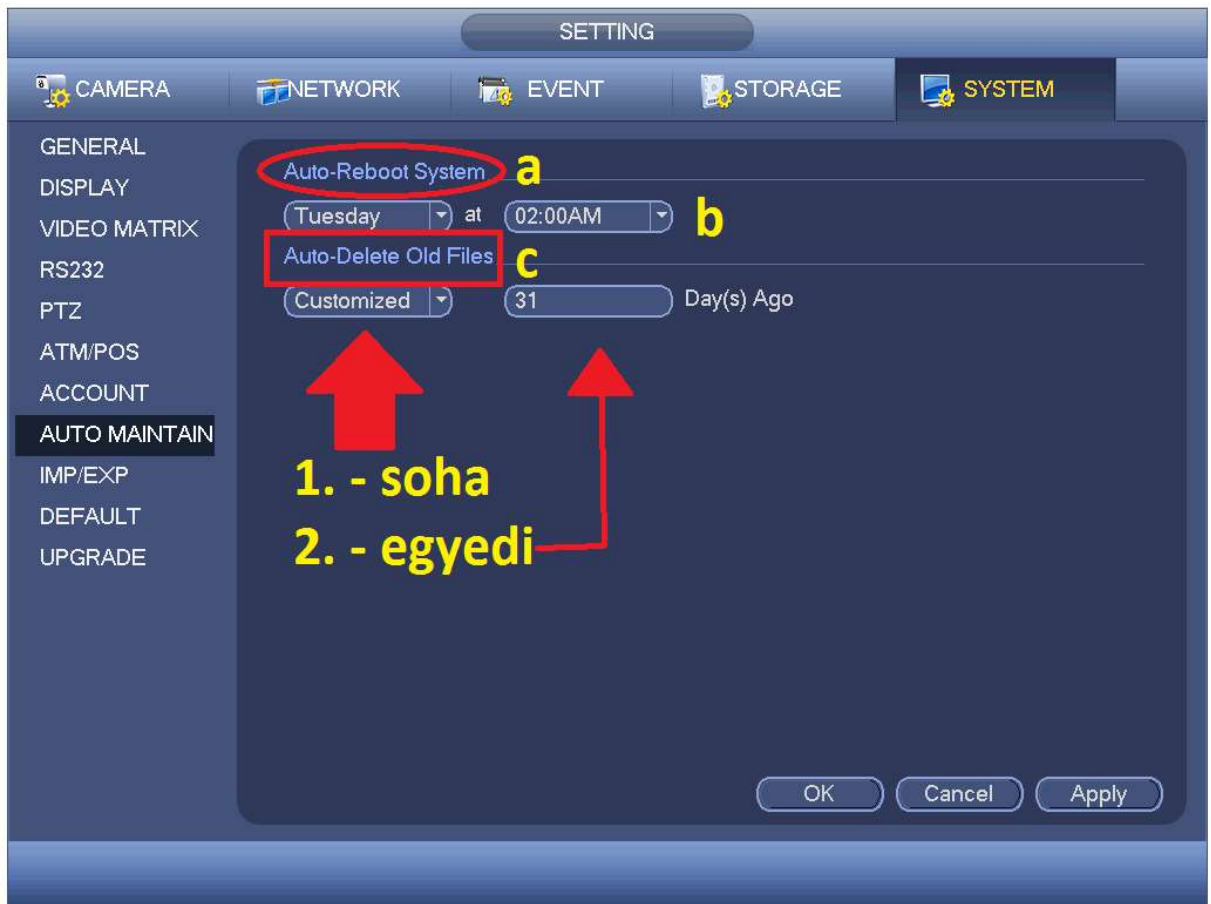 SETTING
CAMERA NETWORK EVENT STORAGE SYSTEM
GENERAL
DISPLAY
VIDEO MATRIX
RS232
PTZ
ATM/POS
ACCOUNT
AUTO MAINTAIN
IMP/EXP
DEFAULT
UPGRADE
Auto-Reboot System a
Tuesday at 02:00AM b
Auto-Delete Old Files c
Customized 31 Day(s) Ago
1. - soha
2. - egyedi
OK Cancel Apply